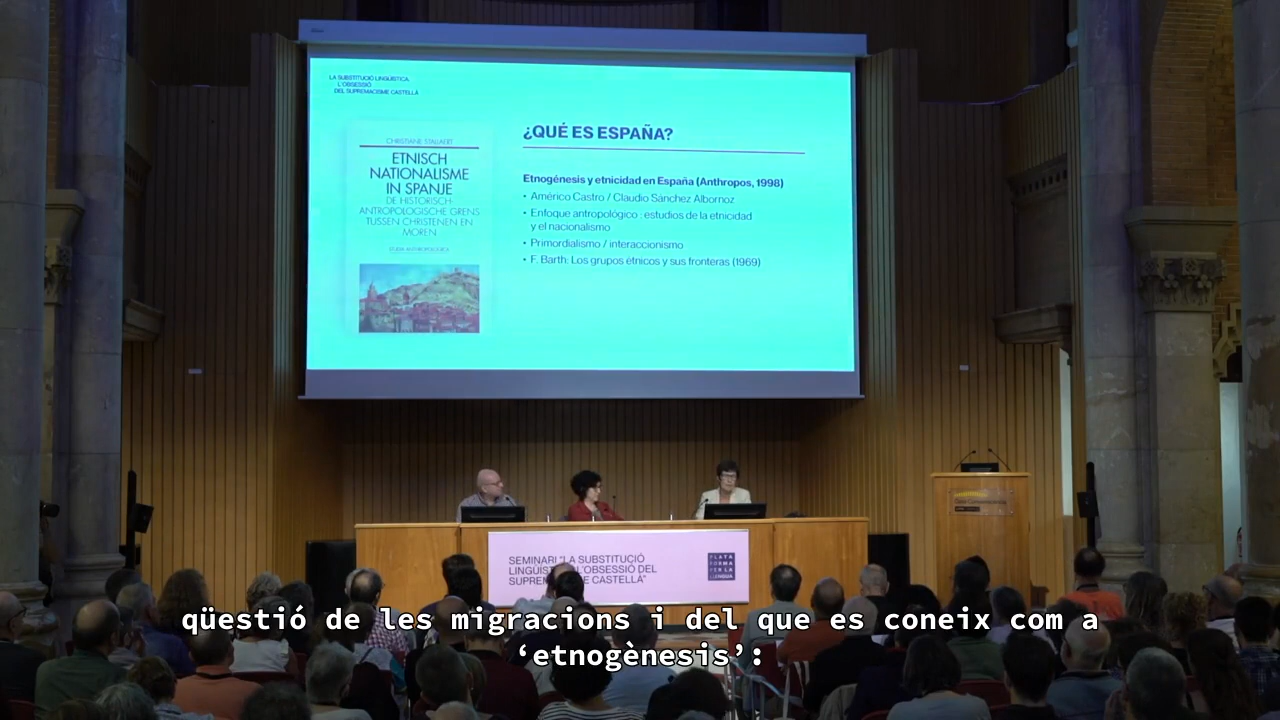 LA SUBSTITUCIÓ LINGÜÍSTICA,
L'OBSESSIÓ
DEL SUPREMACISME CASTELLÀ
CHRISTIANE STALLAERT
ETNISCH
NATIONALISME
IN SPANJE
DE HISTORISCH-
ANTROPOLOGISCHE GRENS
TUSSEN CHRISTENEN EN
MOREN
¿QUÉ ES ESPAÑA?
Etnogénesis y etnicidad en España (Anthropos, 1998)
• Américo Castro / Claudio Sánchez Albornoz
• Enfoque antropológico : estudios de la etnicidad
y el nacionalismo
• Primordialismo / interaccionismo
• F. Barth: Los grupos étnicos y sus fronteras (1969)
SEMINARI "LA SUBSTITUCIÓ
L'OBSESSIÓ DEL
CASTELLÀ"
PLATA
FORMA
PER LA
LLENGUA
qüestió de les migracions i del que es coneix com a
‘etnogènesis’: